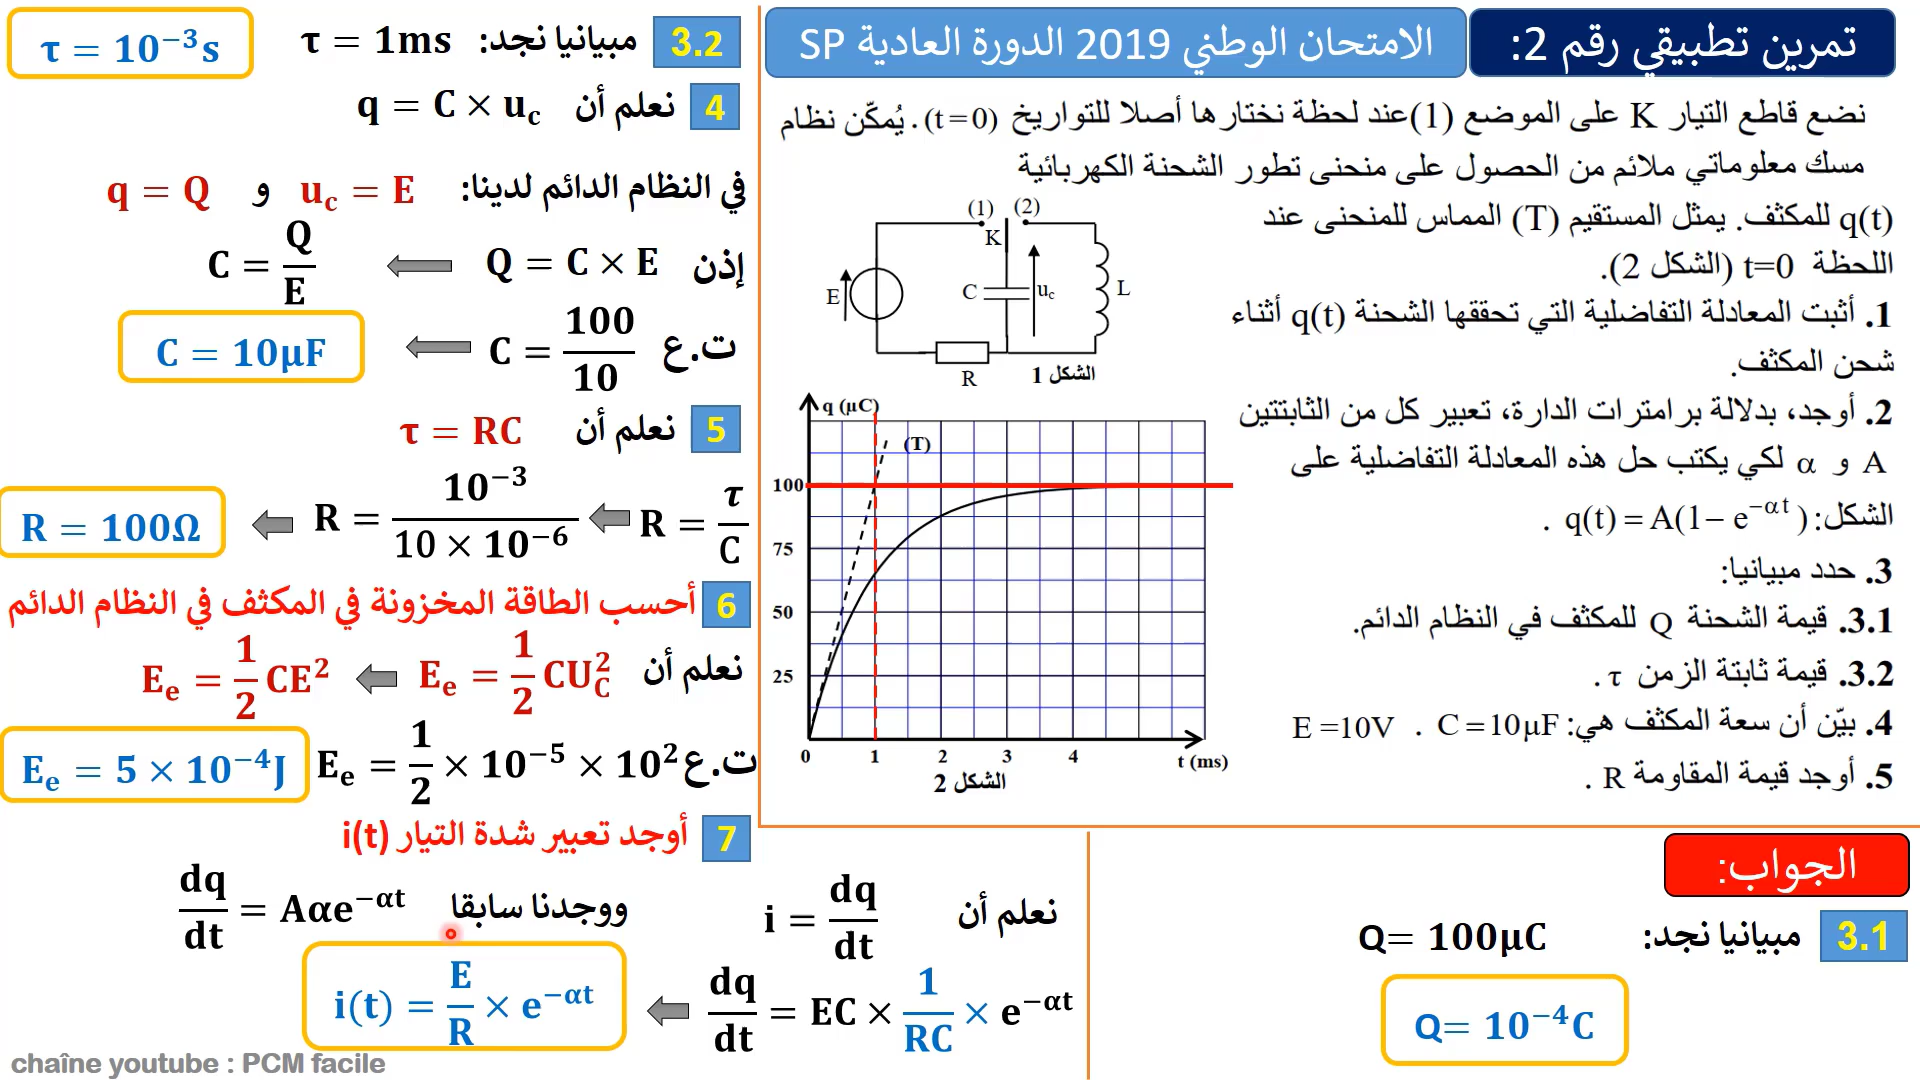 تمرين تطبيقي رقم 2:
الامتحان الوطني 2019 الدورة العادية SP
نضع قاطع التيار K على الموضع (1)عند لحظة نختارها أصلا للتواريخ (t=0). يُمكّن نظام
مسك معلوماتي ملائم من الحصول على منحنى تطور الشحنة الكهربائية
q(t) للمكثف. يمثل المستقيم (T) المماس للمنحنى عند
اللحظة t=0 (الشكل 2).
1. أثبت المعادلة التفاضلية التي تحققها الشحنة q(t) أثناء
شحن المكثف.
2. أوجد، بدلالة برامترات الدارة، تعبير كل من الثابتتين
A و α لكي يكتب حل هذه المعادلة التفاضلية على
الشكل: q(t) = A(1− e^{−αt}) .
3. حدد مبيانيا:
3.1. قيمة الشحنة Q للمكثف في النظام الدائم.
3.2. قيمة ثابتة الزمن τ .
4. بيّن أن سعة المكثف هي: C = 10μF . E =10V
5. أوجد قيمة المقاومة R .
(1) (2)
K
E C u_c L
R
الشكل 1
q (μC)
(T)
100
75
50
25
0 1 2 3 4 t (ms)
الشكل 2
الجواب:
3.1 مبيانيا نجد: Q= 100μC
Q= 10⁻⁴C
3.2 مبيانيا نجد: τ = 1ms
τ = 10⁻³s
4 نعلم أن q = C × u_c
في النظام الدائم لدينا: u_c = E و q = Q
إذن Q = C × E C = Q/E
ت.ع C = 100/10 C = 10μF
5 نعلم أن τ = RC
R = τ/C R = 10⁻³/(10 × 10⁻⁶) R = 100Ω
6 أحسب الطاقة المخزونة في المكثف في النظام الدائم
نعلم أن E_e = 1/2 CU_C² E_e = 1/2 CE²
ت.ع E_e = 1/2 × 10⁻⁵ × 10² E_e = 5 × 10⁻⁴J
7 أوجد تعبير شدة التيار i(t)
نعلم أن i = dq/dt ووجدنا سابقا dq/dt = Aαe^{−αt}
dq/dt = EC × 1/RC × e^{−αt} i(t) = E/R × e^{−αt}
chaîne youtube : PCM facile